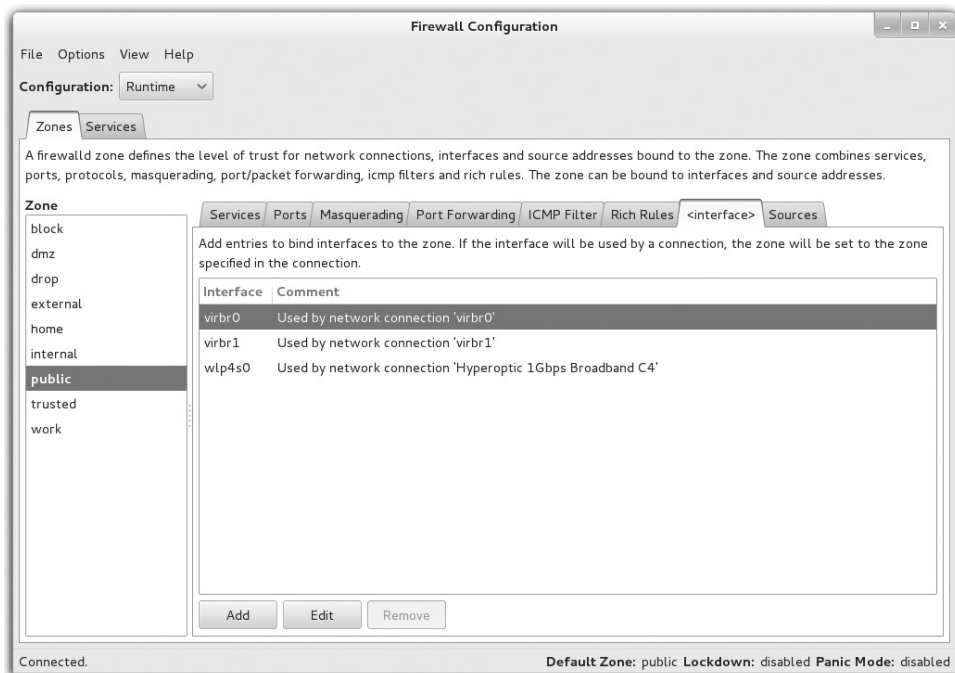 Firewall Configuration
File Options View Help
Configuration: Runtime
Zones Services
A firewalld zone defines the level of trust for network connections, interfaces and source addresses bound to the zone. The zone combines services,
ports, protocols, masquerading, port/packet forwarding, icmp filters and rich rules. The zone can be bound to interfaces and source addresses.
Zone
block
dmz
drop
external
home
internal
public
trusted
work
Services Ports Masquerading Port Forwarding ICMP Filter Rich Rules <interface> Sources
Add entries to bind interfaces to the zone. If the interface will be used by a connection, the zone will be set to the zone
specified in the connection.
Interface Comment
virbr0 Used by network connection 'virbr0'
virbr1 Used by network connection 'virbr1'
wlp4s0 Used by network connection 'Hyperoptic 1Gbps Broadband C4'
Add Edit Remove
Connected.
Default Zone: public Lockdown: disabled Panic Mode: disabled